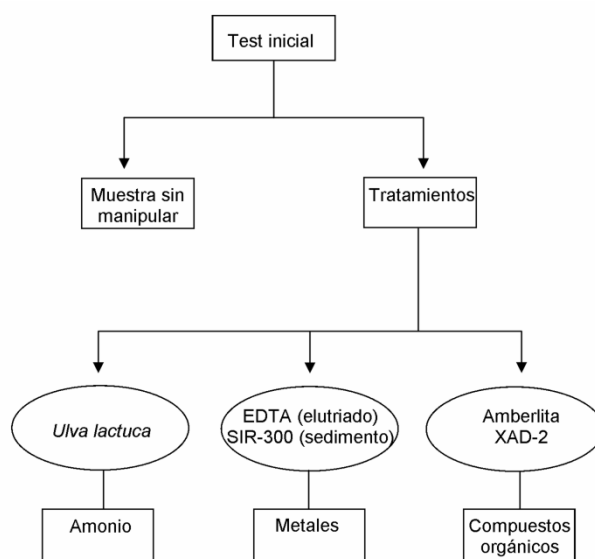 Test inicial
Muestra sin
manipular
Tratamientos
Ulva lactuca
EDTA (elutriado)
SIR-300 (sedimento)
Amberlita
XAD-2
Amonio
Metales
Compuestos
orgánicos